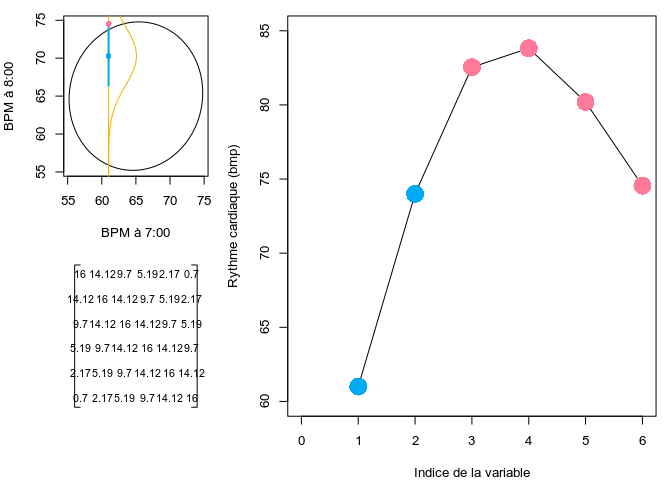 BPM à 8:00
75
70
65
60
55
55 60 65 70 75
BPM à 7:00
16 14.12 9.7 5.19 2.17 0.7
14.12 16 14.12 9.7 5.19 2.17
9.7 14.12 16 14.12 9.7 5.19
5.19 9.7 14.12 16 14.12 9.7
2.17 5.19 9.7 14.12 16 14.12
0.7 2.17 5.19 9.7 14.12 16
Rythme cardiaque (bmp)
85
80
75
70
65
60
0 1 2 3 4 5 6
Indice de la variable